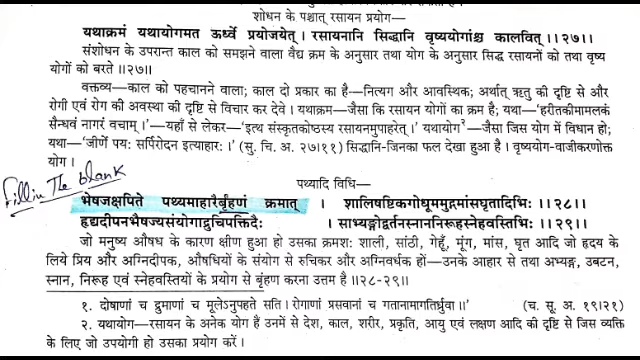 शोधन के पश्चात् रसायन प्रयोग—
यथाक्रमं यथायोगमत ऊर्ध्वं प्रयोजयेत् । रसायनानि सिद्धानि वृष्ययोगांश्च कालवित् ॥२७॥
संशोधन के उपरान्त काल को समझने वाला वैद्य क्रम के अनुसार तथा योग के अनुसार सिद्ध रसायनों को तथा वृष्य
योगों को बरते ॥२७॥
वक्तव्य—काल को पहचानने वाला; काल दो प्रकार का है—नित्यग और आवस्थिक; अर्थात् ऋतु की दृष्टि से और
रोगी एवं रोग की अवस्था की दृष्टि से विचार कर देवे । यथाक्रम—जैसा कि रसायन योगों का क्रम है; यथा—'हरीतकीमामलकं
सैन्धवं नागरं वचाम् ।'—यहाँ से लेकर—'इत्थ संस्कृतकोष्ठस्य रसायनमुपाहरेत् ।' यथायोग२—जैसा जिस योग में विधान हो;
यथा—'जीर्णे पयः सर्पिरोदन इत्याहारः ।' (सु. चि. अ. २७।११) सिद्धानि-जिनका फल देखा हुआ है । वृष्ययोग-वाजीकरणोक्त
योग ।
Fill in The blank
पथ्यादि विधि—
भेषजक्षपिते पथ्यमाहारैर्बृंहणं क्रमात् । शालिषष्टिकगोधूममुद्गमांसघृतादिभिः ॥२८॥
हृद्यदीपनभैषज्यसंयोगाद्रुचिपक्तिदैः । साभ्यङ्गोद्वर्तनस्नाननिरूहस्नेहवस्तिभिः ॥२९॥
जो मनुष्य औषध के कारण क्षीण हुआ हो उसका क्रमशः शाली, सांठी, गेहूँ, मूंग, मांस, घृत आदि जो हृदय के
लिये प्रिय और अग्निदीपक, औषधियों के संयोग से रुचिकर और अग्निवर्धक हों—उनके आहार से तथा अभ्यङ्ग, उबटन,
स्नान, निरूह एवं स्नेहवस्तियों के प्रयोग से बृंहण करना उत्तम है ॥२८-२९॥
१. दोषाणां च द्रुमाणां च मूलेऽनुपहते सति । रोगाणां प्रसवानां च गतानामागतिर्ध्रुवा ॥' (च. सू. अ. १९।२१)
२. यथायोग—रसायन के अनेक योग हैं उनमें से देश, काल, शरीर, प्रकृति, आयु एवं लक्षण आदि की दृष्टि से जिस व्यक्ति
के लिए जो उपयोगी हो उसका प्रयोग करें ।